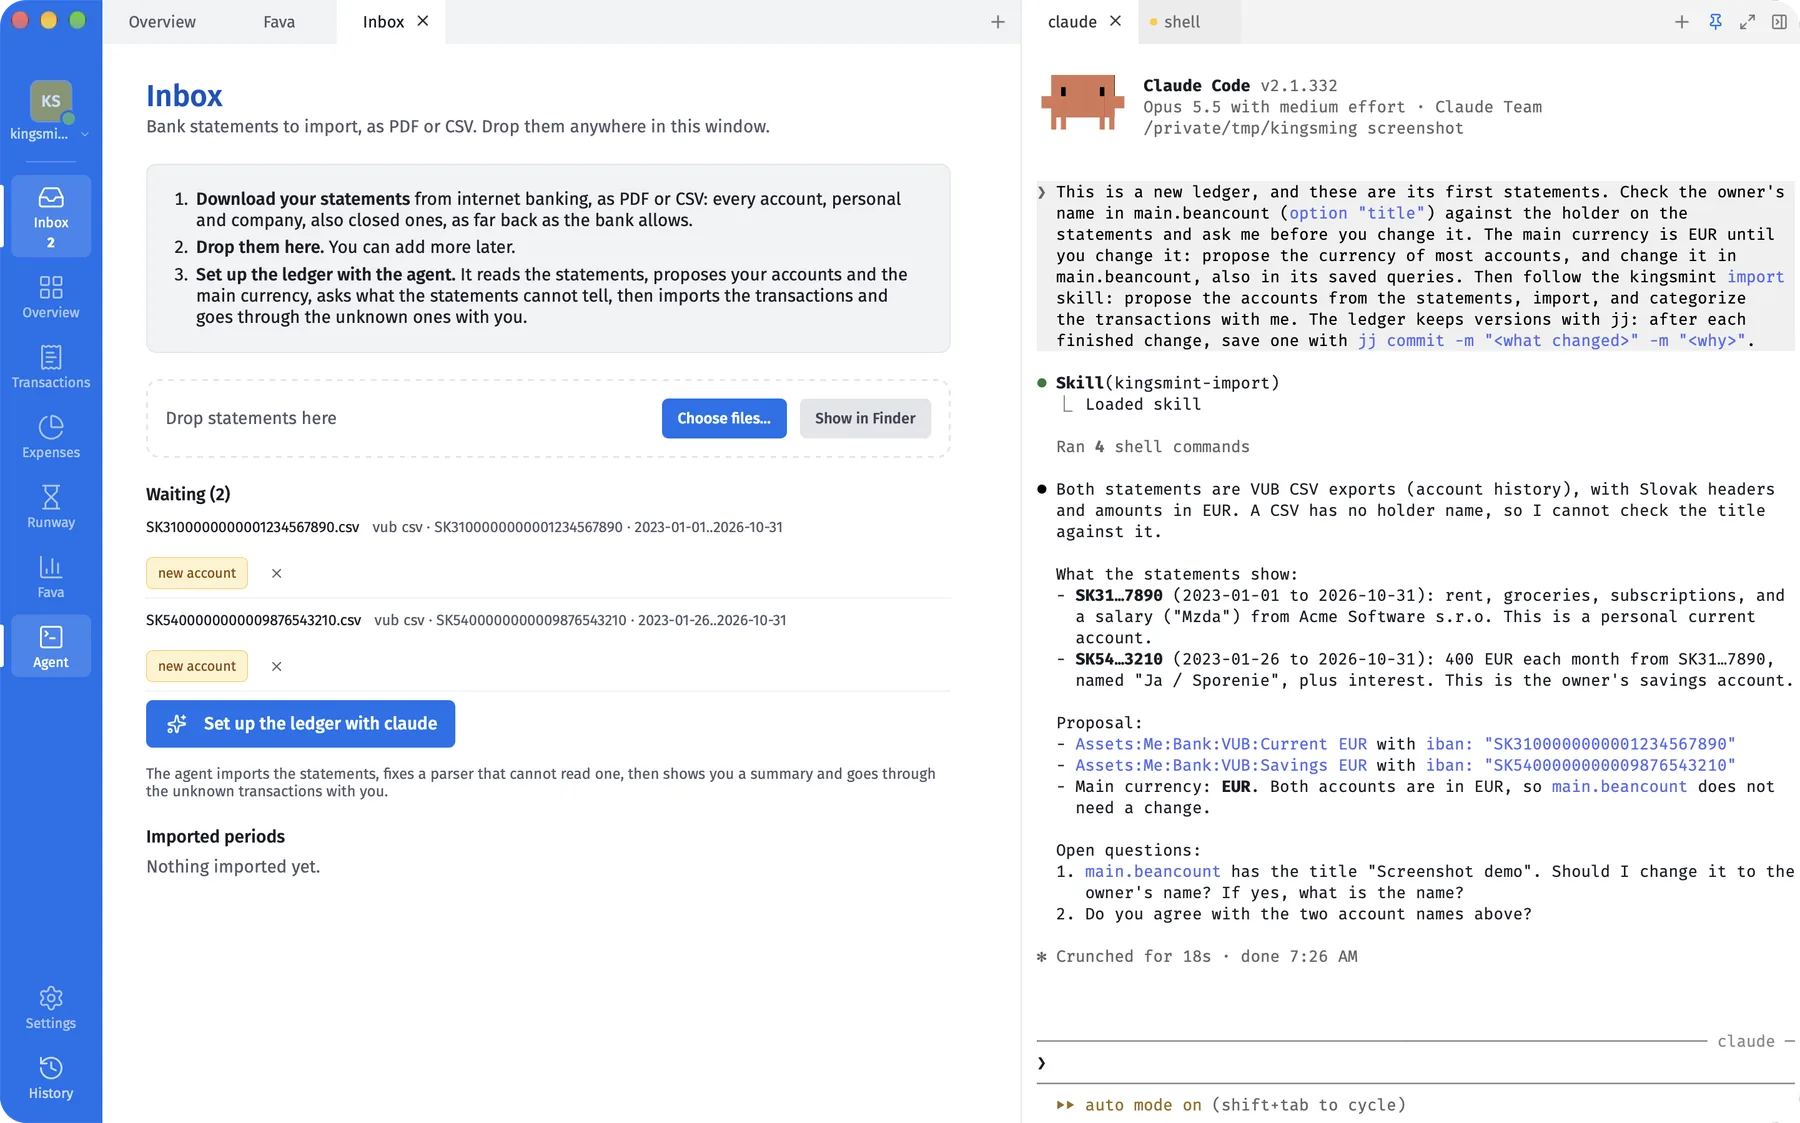 KS
kingsmi...
Inbox
2
Overview
Transactions
Expenses
Runway
Fava
Agent
Settings
History
Overview
Fava
Inbox
Inbox
Bank statements to import, as PDF or CSV. Drop them anywhere in this window.
1. Download your statements from internet banking, as PDF or CSV: every account, personal
and company, also closed ones, as far back as the bank allows.
2. Drop them here. You can add more later.
3. Set up the ledger with the agent. It reads the statements, proposes your accounts and the
main currency, asks what the statements cannot tell, then imports the transactions and
goes through the unknown ones with you.
Drop statements here
Choose files...
Show in Finder
Waiting (2)
SK3100000000001234567890.csv vub csv · SK3100000000001234567890 · 2023-01-01..2026-10-31
new account ×
SK5400000000009876543210.csv vub csv · SK5400000000009876543210 · 2023-01-26..2026-10-31
new account ×
Set up the ledger with claude
The agent imports the statements, fixes a parser that cannot read one, then shows you a summary and goes through
the unknown transactions with you.
Imported periods
Nothing imported yet.
claude
shell
Claude Code v2.1.332
Opus 5.5 with medium effort · Claude Team
/private/tmp/kingsming screenshot
❯ This is a new ledger, and these are its first statements. Check the owner's
name in main.beancount (option "title") against the holder on the
statements and ask me before you change it. The main currency is EUR until
you change it: propose the currency of most accounts, and change it in
main.beancount, also in its saved queries. Then follow the kingsmint import
skill: propose the accounts from the statements, import, and categorize
the transactions with me. The ledger keeps versions with jj: after each
finished change, save one with jj commit -m "<what changed>" -m "<why>".
● Skill(kingsmint-import)
⎿ Loaded skill
Ran 4 shell commands
● Both statements are VUB CSV exports (account history), with Slovak headers
and amounts in EUR. A CSV has no holder name, so I cannot check the title
against it.
What the statements show:
- SK31…7890 (2023-01-01 to 2026-10-31): rent, groceries, subscriptions, and
a salary ("Mzda") from Acme Software s.r.o. This is a personal current
account.
- SK54…3210 (2023-01-26 to 2026-10-31): 400 EUR each month from SK31…7890,
named "Ja / Sporenie", plus interest. This is the owner's savings account.
Proposal:
- Assets:Me:Bank:VUB:Current EUR with iban: "SK3100000000001234567890"
- Assets:Me:Bank:VUB:Savings EUR with iban: "SK5400000000009876543210"
- Main currency: EUR. Both accounts are in EUR, so main.beancount does not
need a change.
Open questions:
1. main.beancount has the title "Screenshot demo". Should I change it to the
owner's name? If yes, what is the name?
2. Do you agree with the two account names above?
✻ Crunched for 18s · done 7:26 AM
claude
❯
▸▸ auto mode on (shift+tab to cycle)